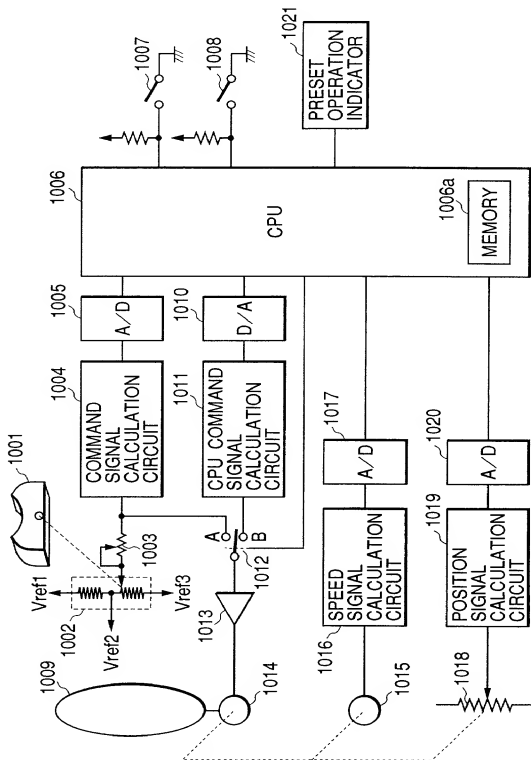 1001
Vref1
1002
Vref2
Vref3
1003
1004
COMMAND
SIGNAL
CALCULATION
CIRCUIT
1005
A/D
1006
CPU
1006a
MEMORY
1007
1008
1009
1010
D/A
1011
CPU COMMAND
SIGNAL
CALCULATION
CIRCUIT
A
B
1012
1013
1014
1015
1016
SPEED
SIGNAL
CALCULATION
CIRCUIT
1017
A/D
1018
1019
POSITION
SIGNAL
CALCULATION
CIRCUIT
1020
A/D
1021
PRESET
OPERATION
INDICATOR